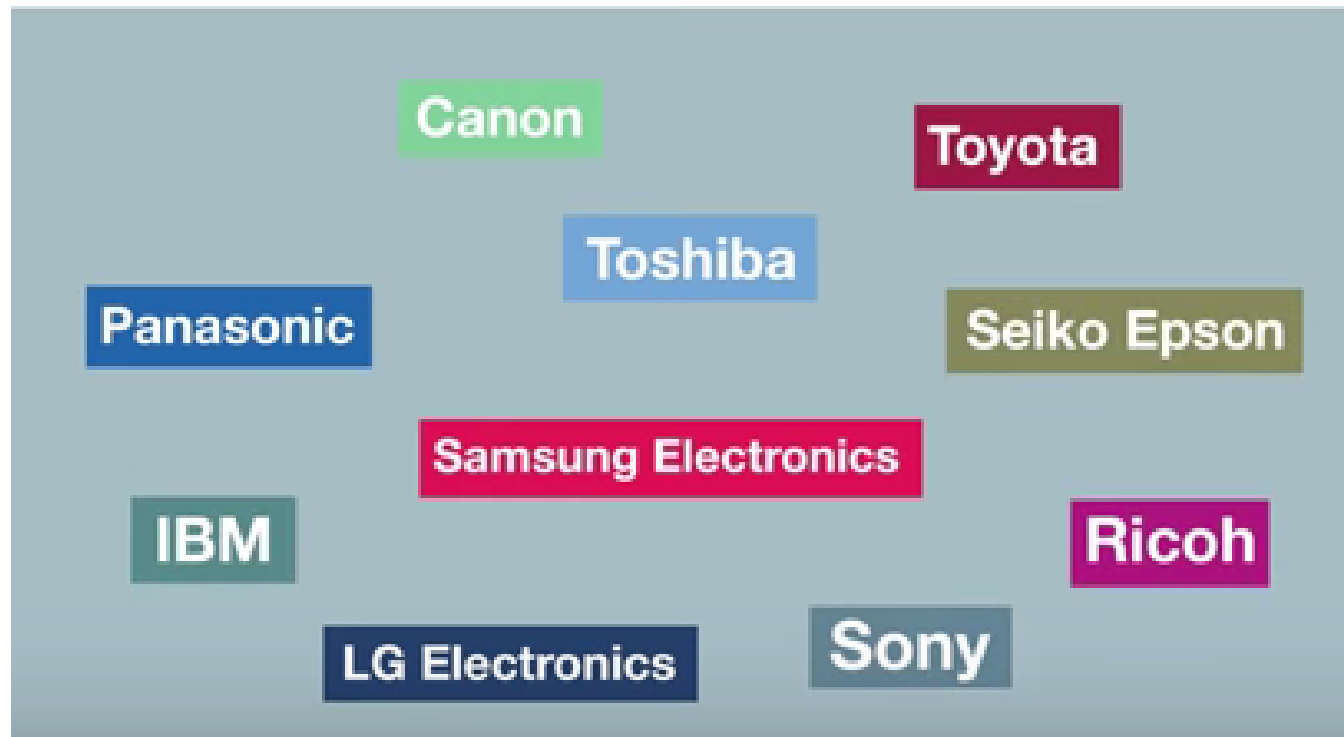 Canon
Toyota
Toshiba
Panasonic
Seiko Epson
Samsung Electronics
IBM
Ricoh
Sony
LG Electronics